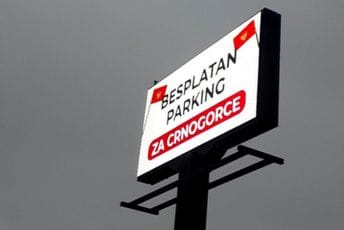 BESPLATAN
PARKING
ZA CRNOGORCE